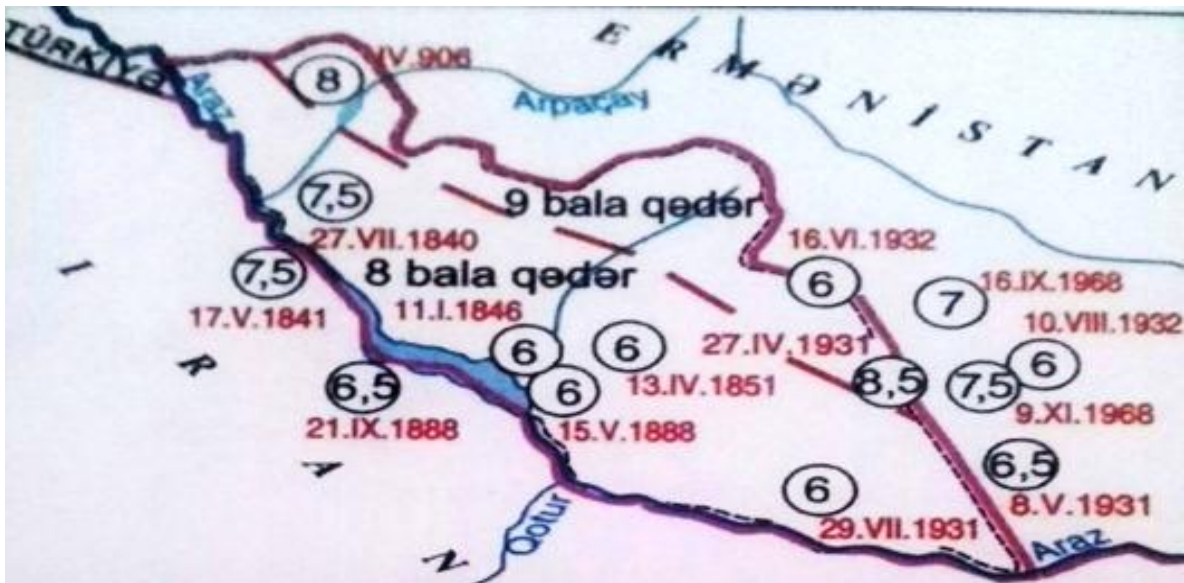 TÜRKİYƏ
Araz
8
IV.906
Arpaçay
ERMƏNİSTAN
7,5
27.VII.1840
9 bala qədər
7,5
17.V.1841
8 bala qədər
11.I.1846
16.VI.1932
6
16.IX.1968
7
10.VIII.1932
6
6
13.IV.1851
27.IV.1931
8,5
7,5
6
9.XI.1968
6,5
21.IX.1888
6
15.V.1888
6,5
8.V.1931
6
29.VII.1931
Araz
Qotur
IRAN